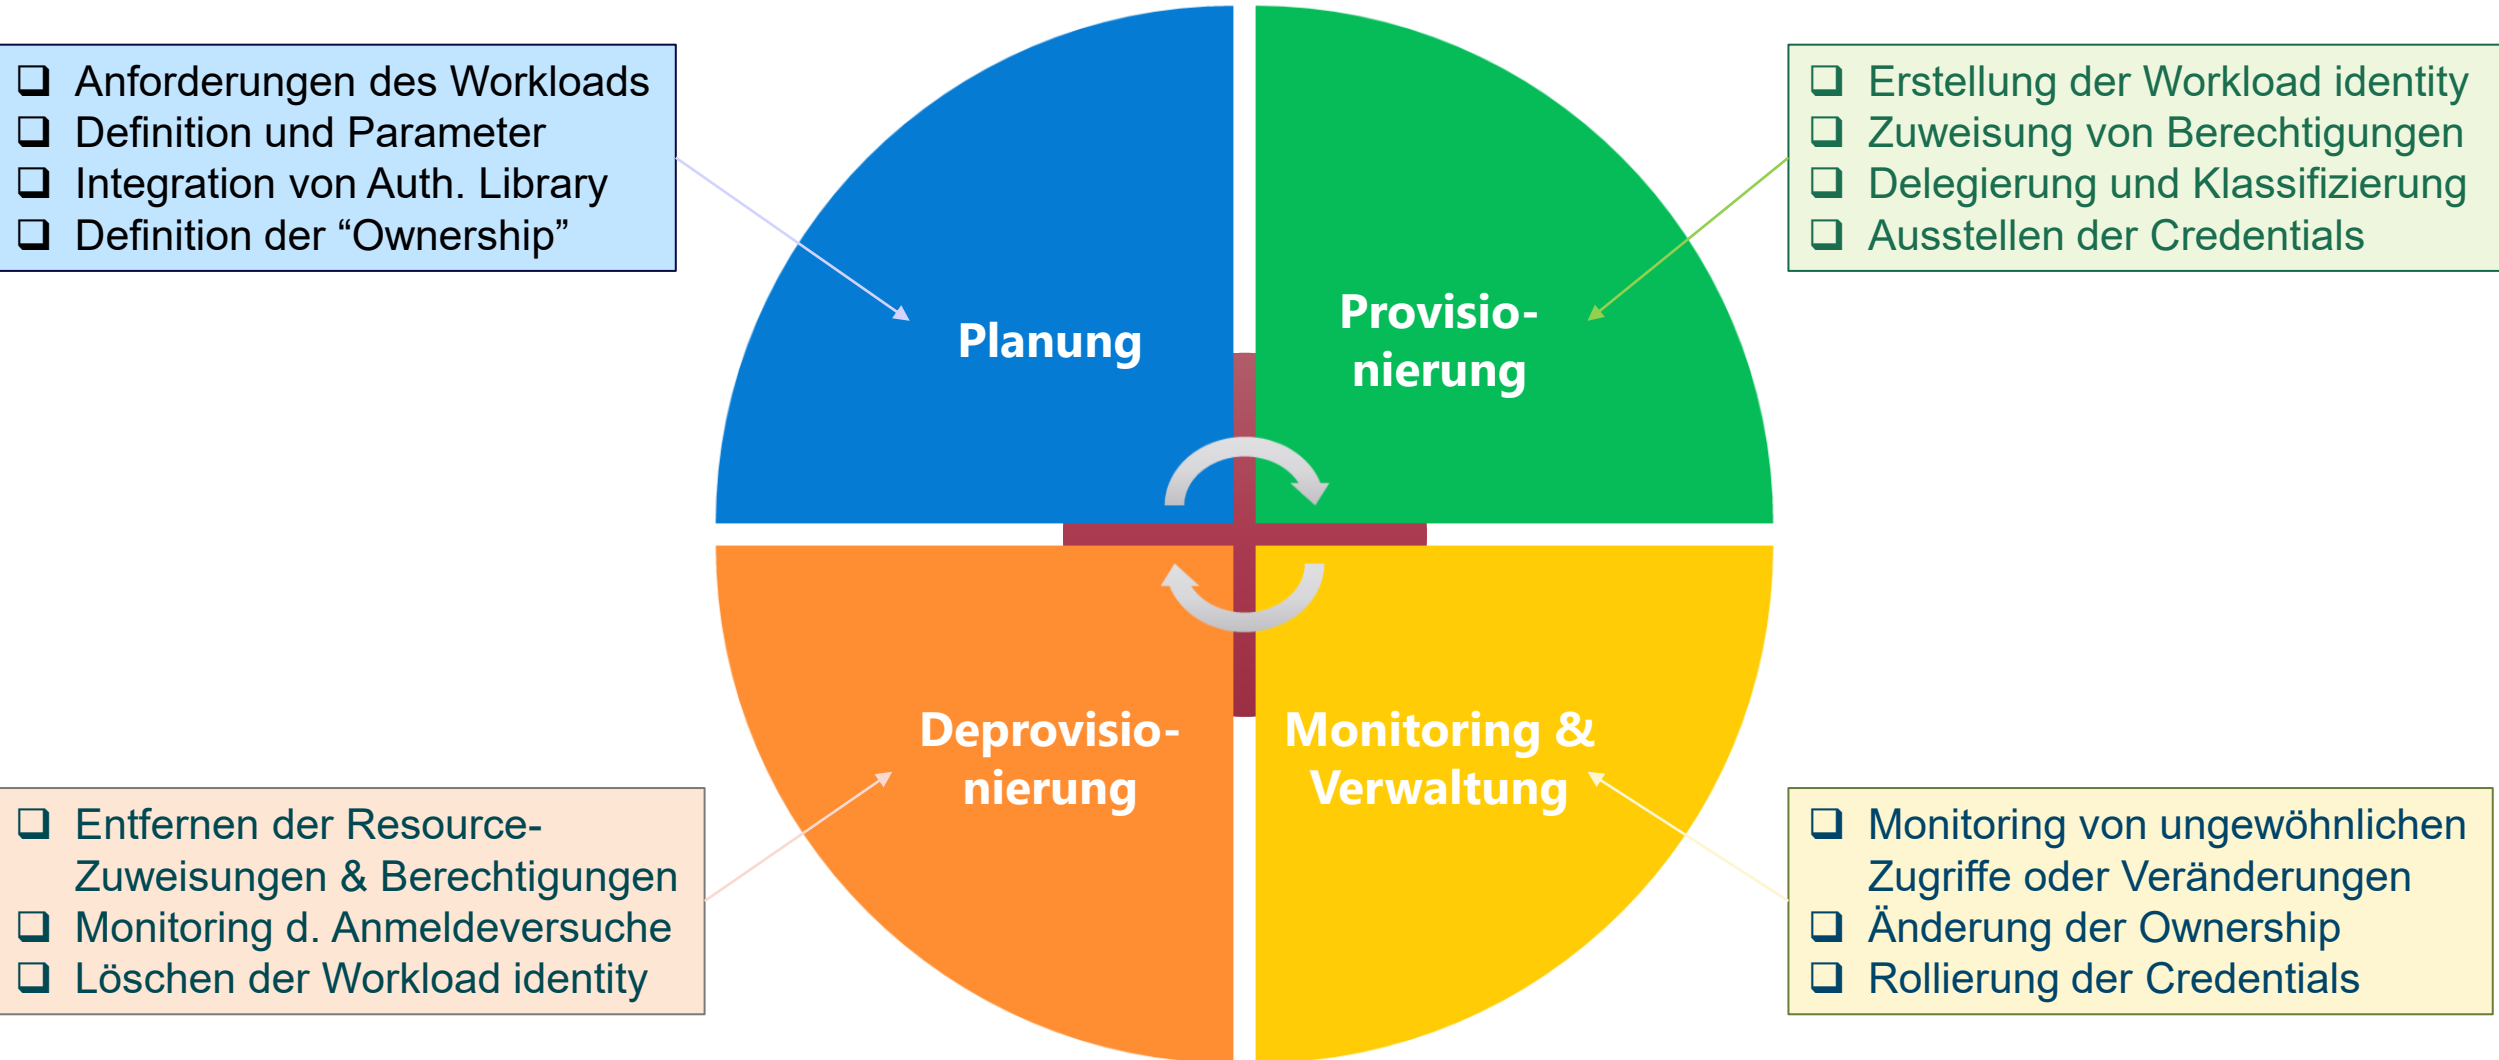 Anforderungen des Workloads
Definition und Parameter
Integration von Auth. Library
Definition der “Ownership”
Planung
Provisio-
nierung
Erstellung der Workload identity
Zuweisung von Berechtigungen
Delegierung und Klassifizierung
Ausstellen der Credentials
Entfernen der Resource-
Zuweisungen & Berechtigungen
Monitoring d. Anmeldeversuche
Löschen der Workload identity
Deprovisio-
nierung
Monitoring &
Verwaltung
Monitoring von ungewöhnlichen
Zugriffe oder Veränderungen
Änderung der Ownership
Rollierung der Credentials